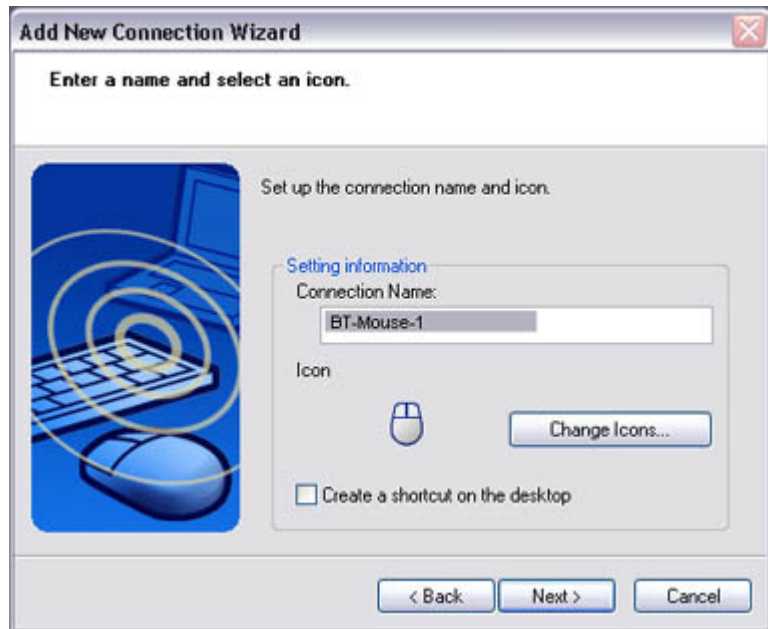 Add New Connection Wizard
Enter a name and select an icon.
Set up the connection name and icon.
Setting information
Connection Name:
BT-Mouse-1
Icon
Change Icons...
Create a shortcut on the desktop
< Back
Next >
Cancel